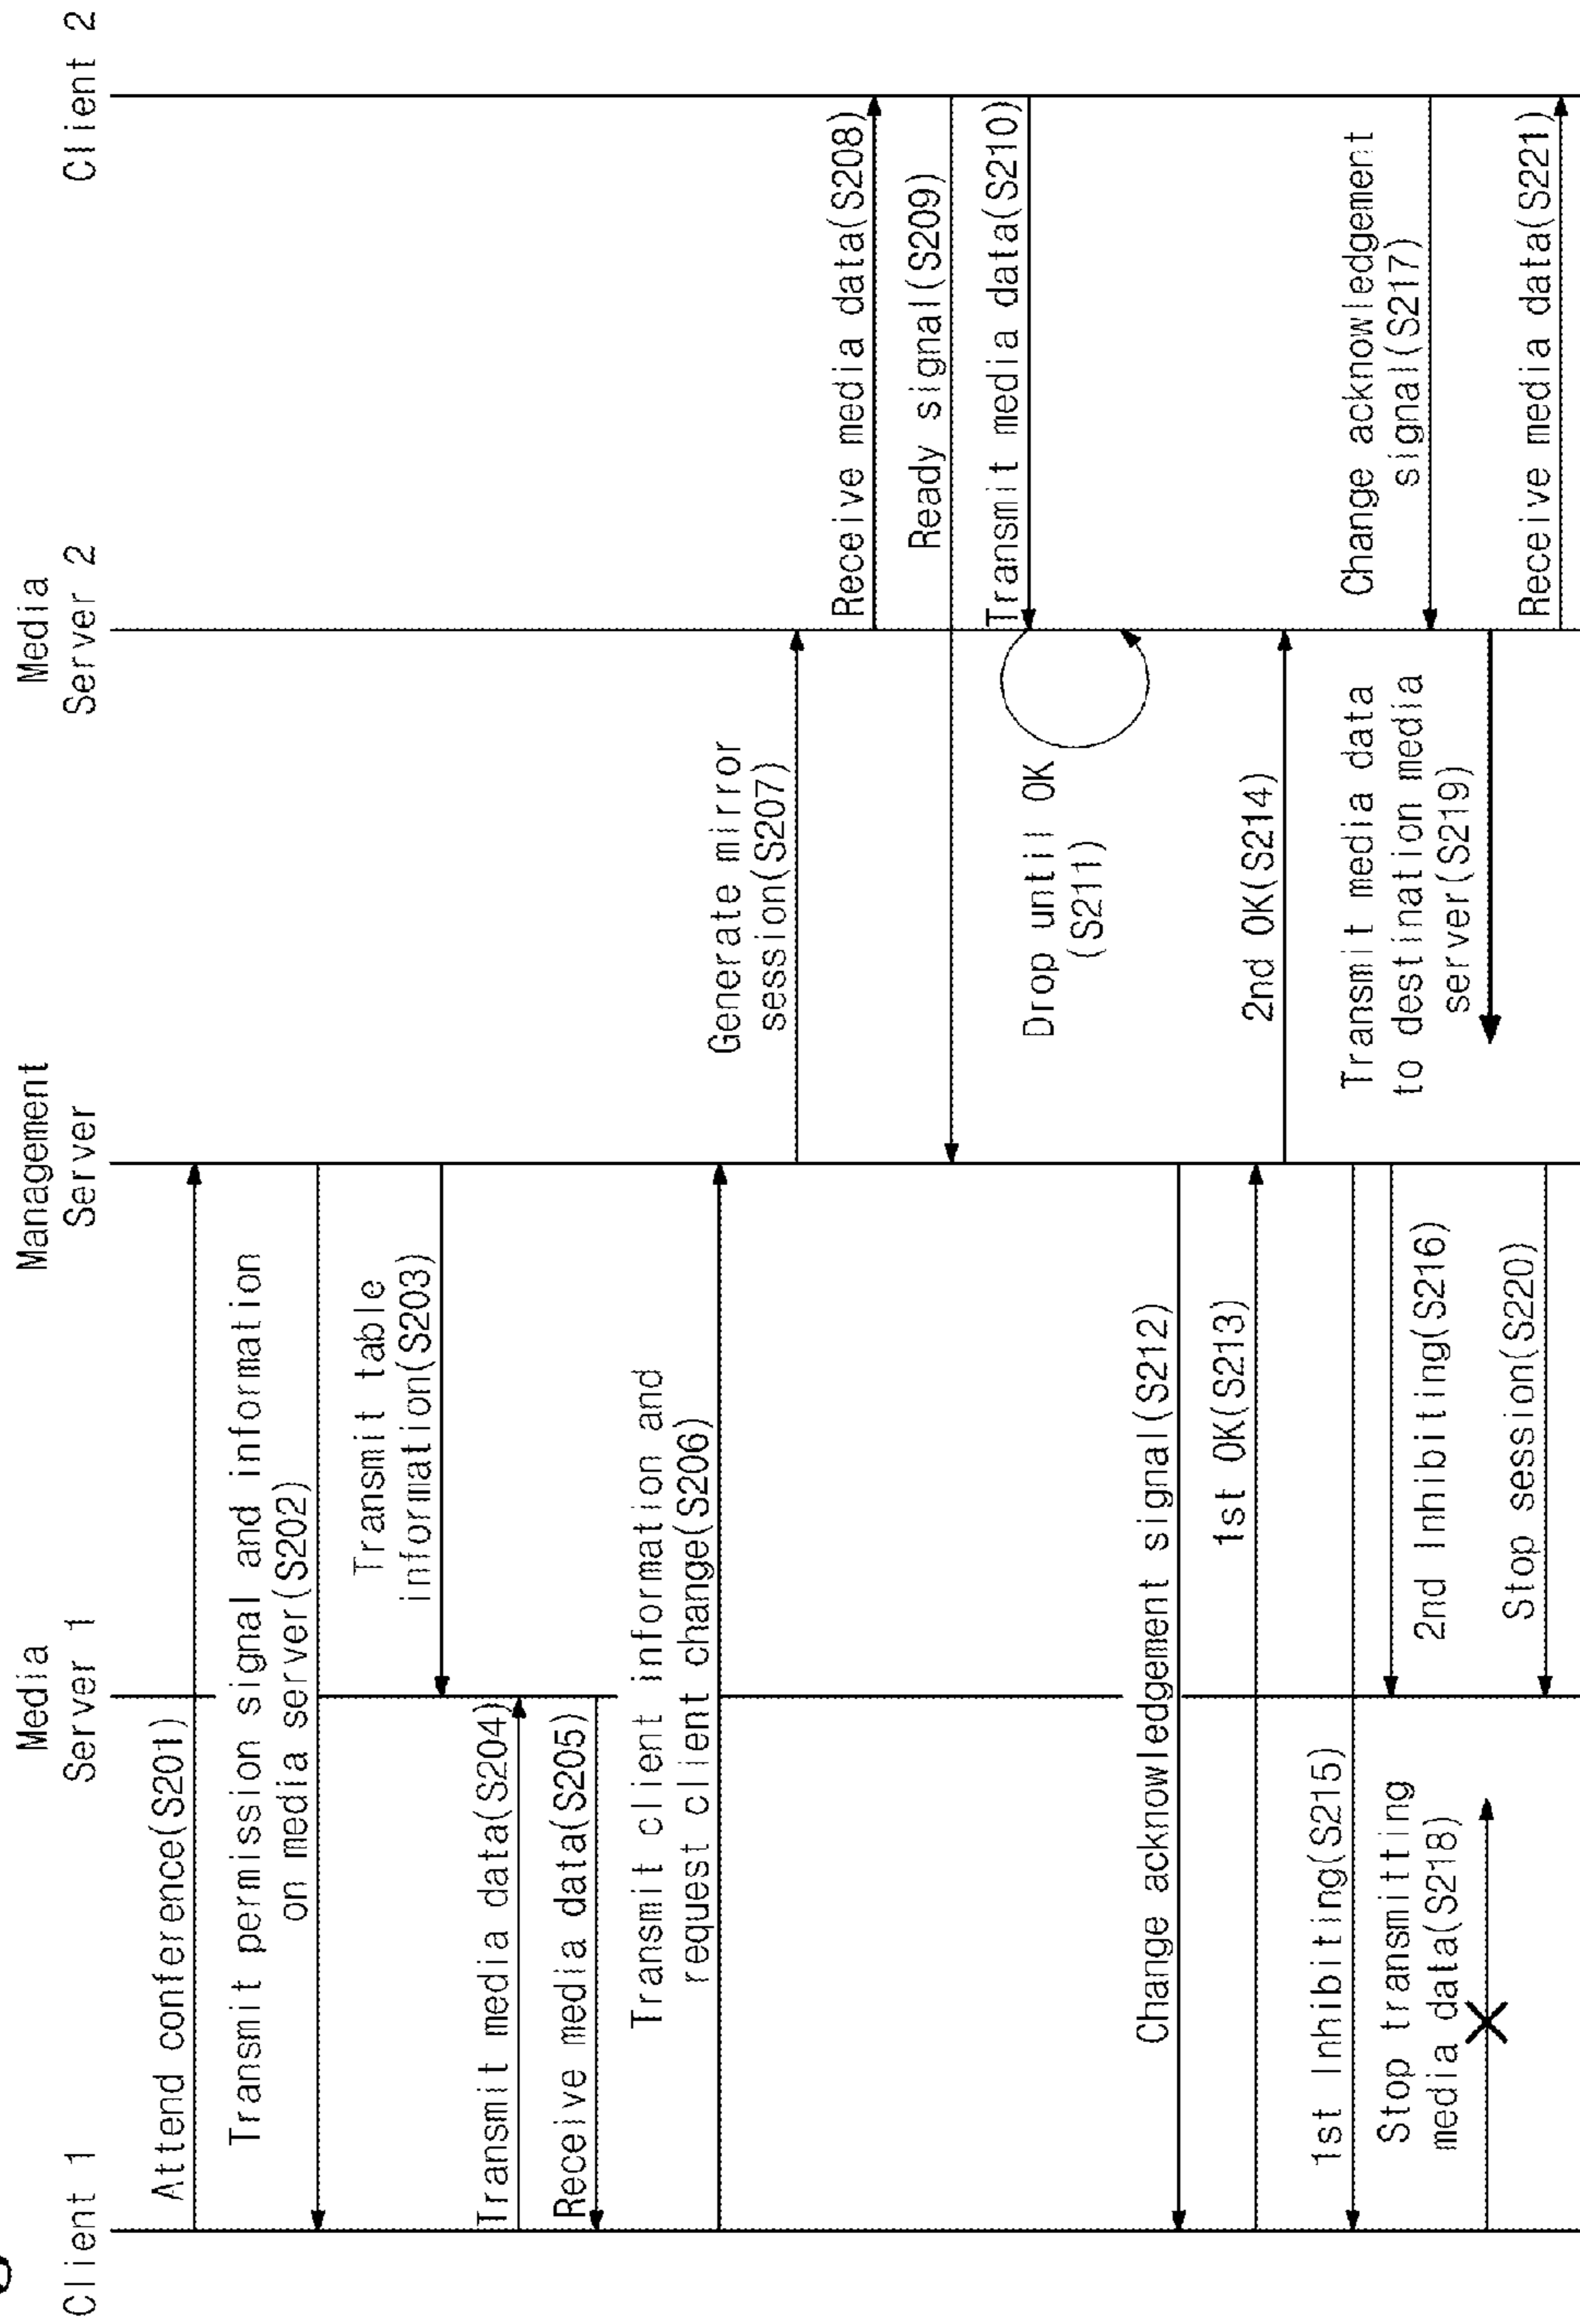 Client 1
Media
Server 1
Management
Server
Media
Server 2
Client 2
Attend conference(S201)
Transmit permission signal and information
on media server(S202)
Transmit table
information(S203)
Transmit media data(S204)
Receive media data(S205)
Transmit client information and
request client change(S206)
Generate mirror
session(S207)
Receive media data(S208)
Ready signal(S209)
Transmit media data(S210)
Drop until OK
(S211)
Change acknowledgement signal(S212)
1st OK(S213)
2nd OK(S214)
1st Inhibiting(S215)
2nd Inhibiting(S216)
Change acknowledgement
signal(S217)
Stop transmitting
media data(S218)
Transmit media data
to destination media
server(S219)
Stop session(S220)
Receive media data(S221)